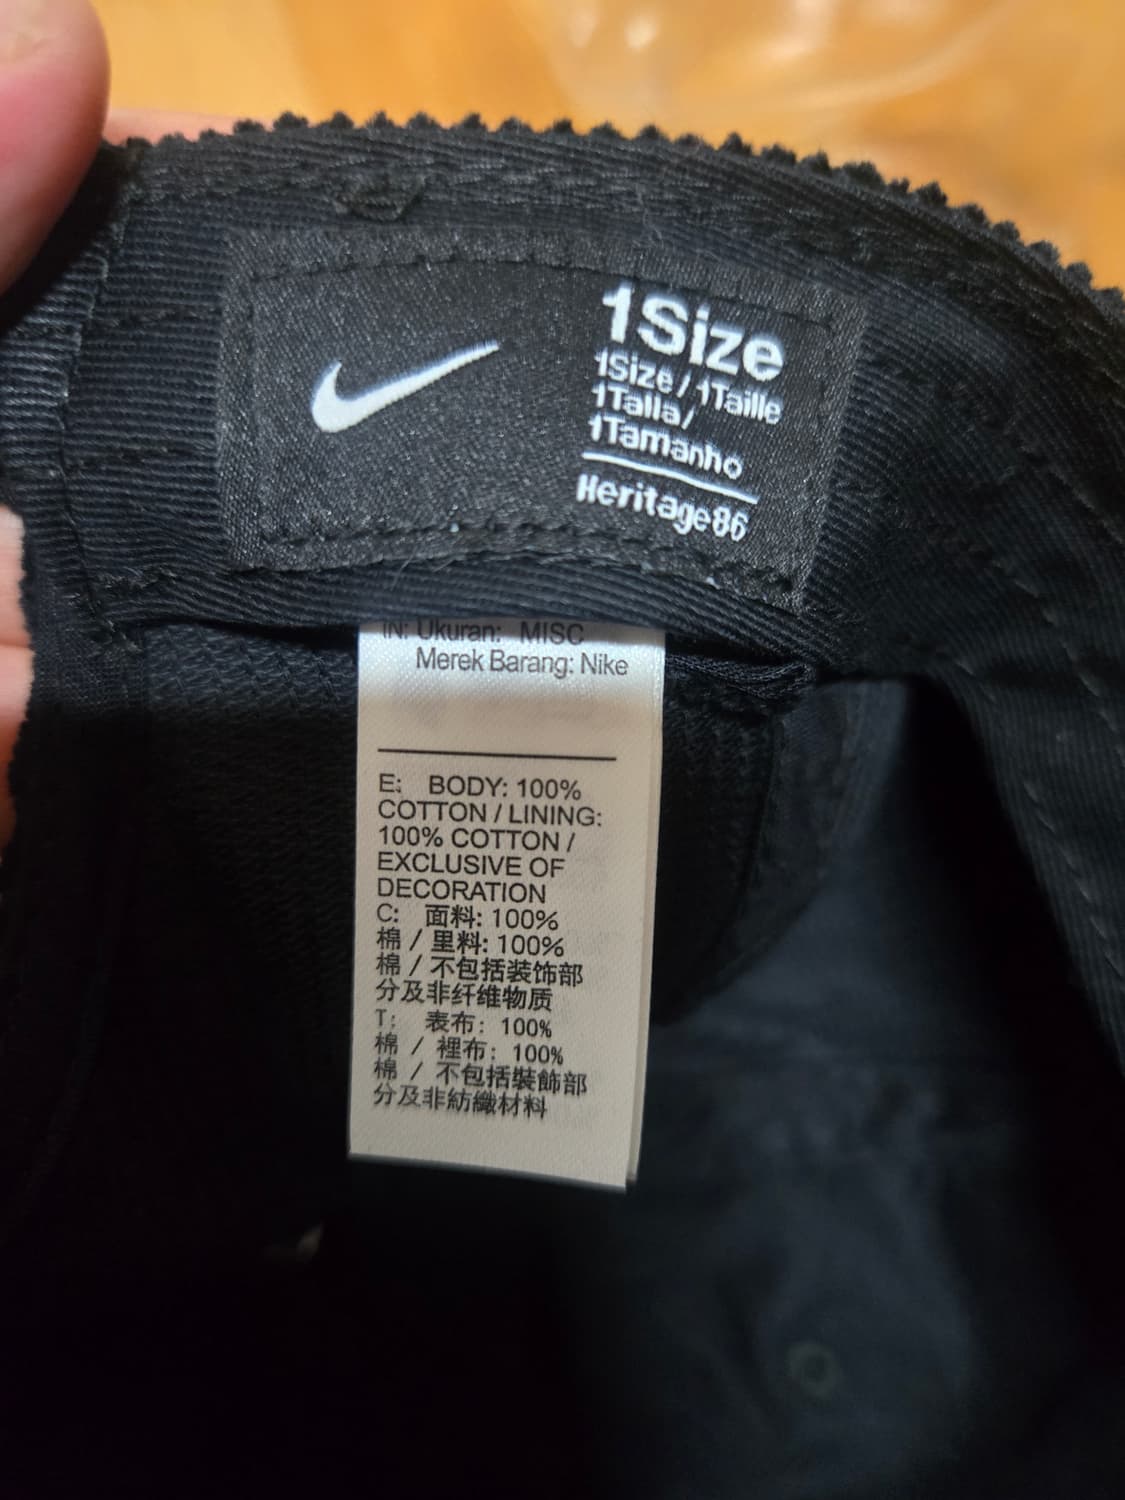 1Size
1Size/1Taille
1Talla/
1Tamanho
Heritage86
IN: Ukuran: MISC
Merek Barang: Nike
E: BODY: 100%
COTTON / LINING:
100% COTTON /
EXCLUSIVE OF
DECORATION
C: 面料: 100%
棉 / 里料: 100%
棉 / 不包括装饰部
分及非纤维物质
T: 表布: 100%
棉 / 裡布: 100%
棉 / 不包括裝飾部
分及非紡織材料